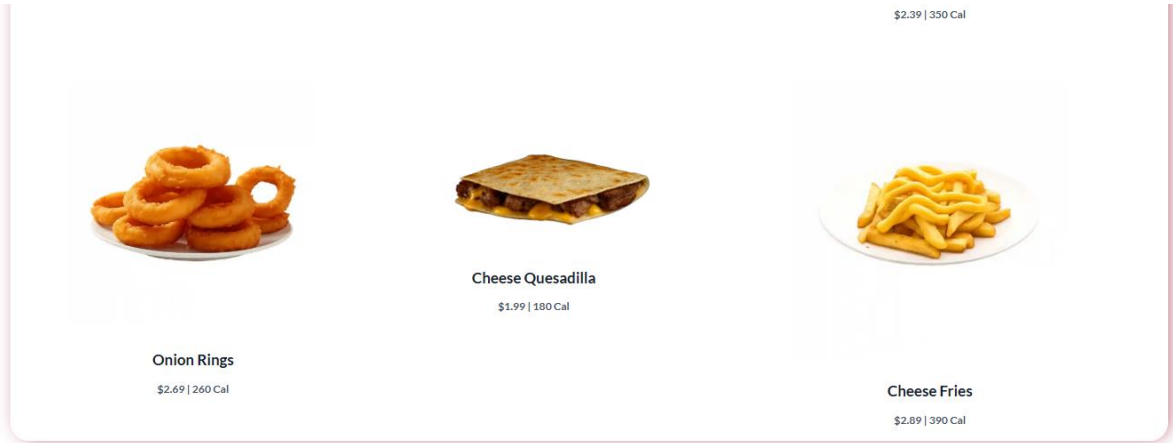 $2.39 | 350 Cal
Cheese Quesadilla
$1.99 | 180 Cal
Onion Rings
$2.69 | 260 Cal
Cheese Fries
$2.89 | 390 Cal